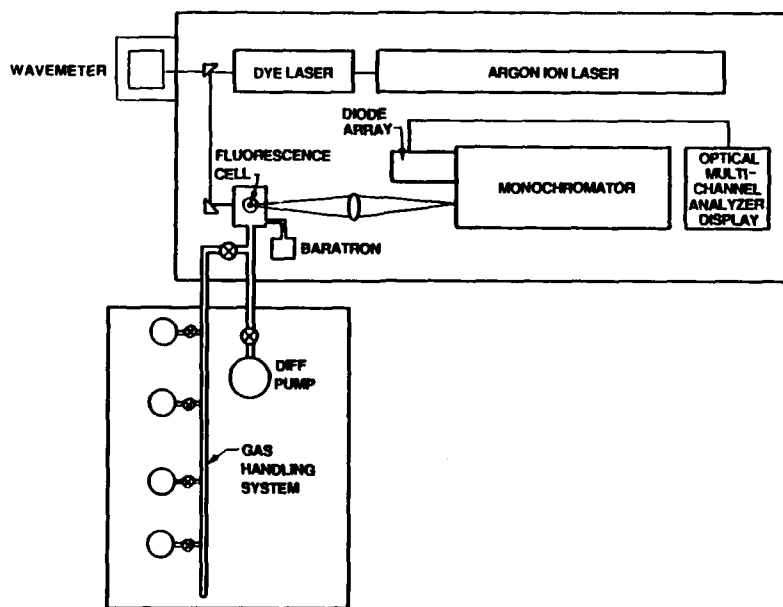 WAVEMETER
DYE LASER
ARGON ION LASER
DIODE
ARRAY
FLUORESCENCE
CELL
MONOCHROMATOR
OPTICAL
MULTI-
CHANNEL
ANALYZER
DISPLAY
BARATRON
DIFF
PUMP
GAS
HANDLING
SYSTEM